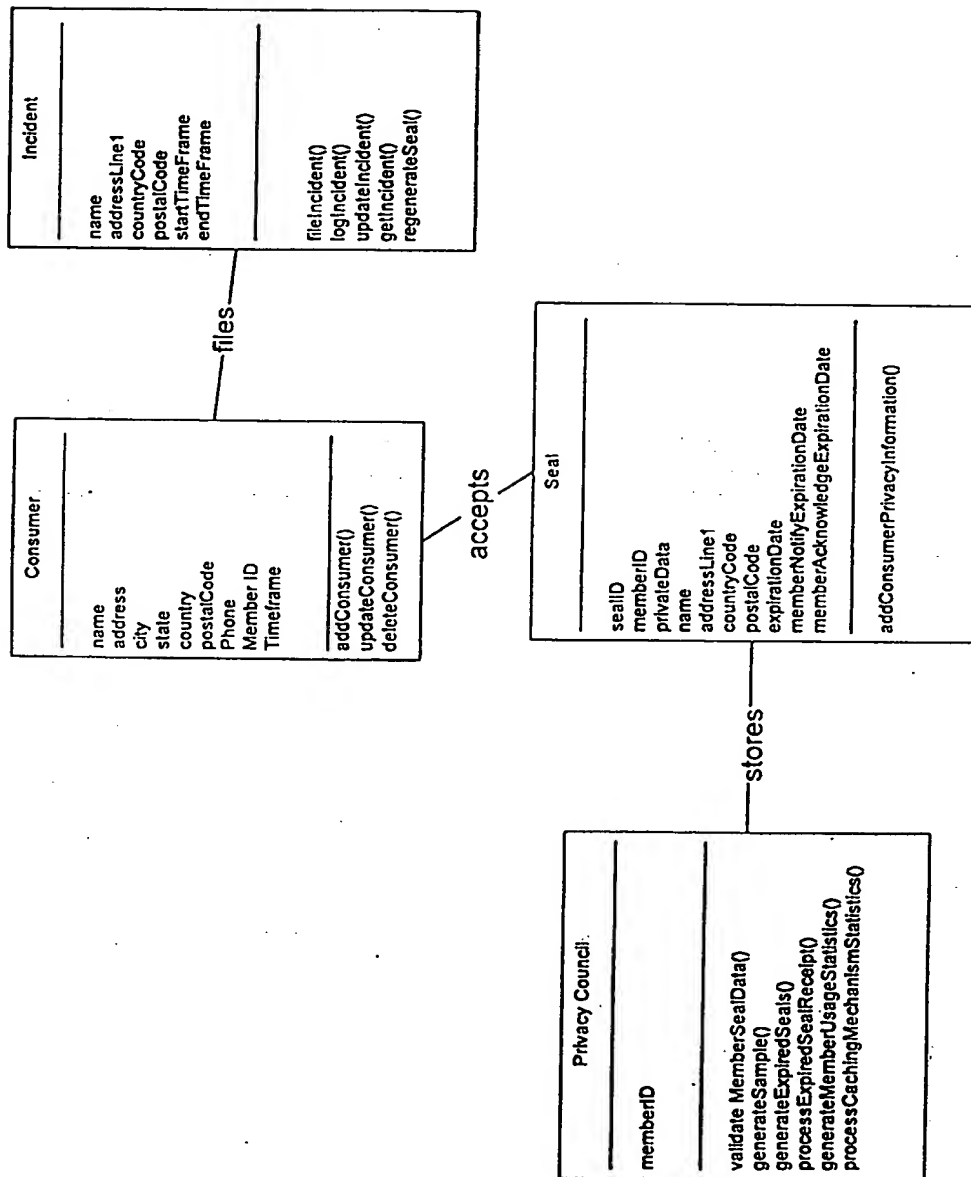 Privacy Council
memberID
validate MemberSealData()
generateSample()
generateExpiredSeals()
processExpiredSealReceipt()
generateMemberUsageStatistics()
processCachingMechanismStatistics()
stores
Consumer
name
address
city
state
country
postalCode
Phone
Member ID
Timeframe
addConsumer()
updateConsumer()
deleteConsumer()
accepts
Seal
sealID
memberID
privateData
name
addressLine1
countryCode
postalCode
expirationDate
memberNotifyExpirationDate
memberAcknowledgeExpirationDate
addConsumerPrivacyInformation()
files
Incident
name
addressLine1
countryCode
postalCode
startTimeFrame
endTimeFrame
fileIncident()
logIncident()
updateIncident()
getIncident()
regenerateSeal()